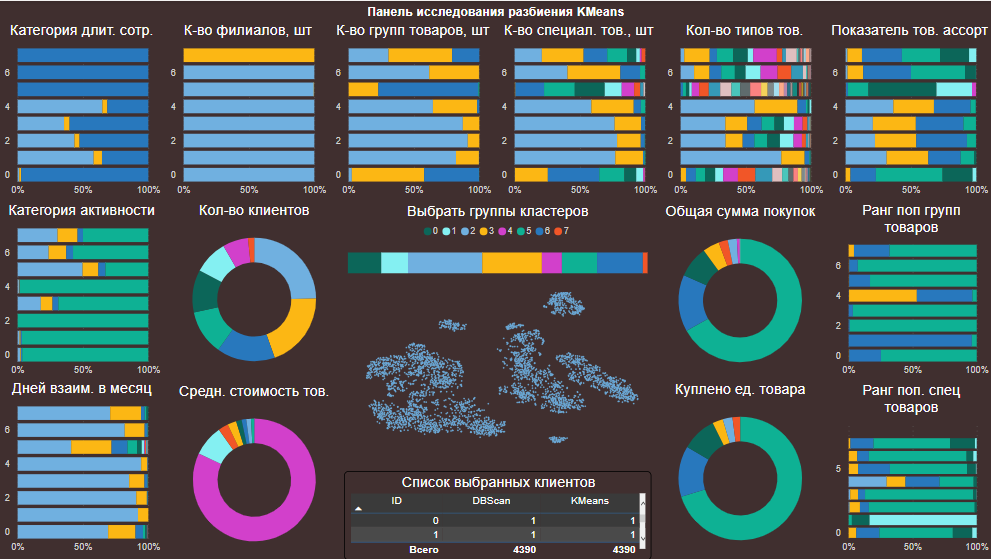 Панель исследования разбиения KMeans
Категория длит. сотр.
К-во филиалов, шт
К-во групп товаров, шт
К-во специал. тов., шт
Кол-во типов тов.
Показатель тов. ассорт
6
4
2
0
0% 50% 100%
6
4
2
0
0% 50% 100%
6
4
2
0
0% 50% 100%
6
4
2
0
0% 50% 100%
6
4
2
0
0% 50% 100%
6
4
2
0
0% 50% 100%
Категория активности
6
4
2
0
0% 50% 100%
Кол-во клиентов
Выбрать группы кластеров
0 1 2 3 4 5 6 7
Общая сумма покупок
Ранг поп групп
товаров
6
4
2
0
0% 50% 100%
Дней взаим. в месяц
6
4
2
0
0% 50% 100%
Средн. стоимость тов.
Куплено ед. товара
Ранг поп. спец
товаров
5
0
0% 50% 100%
Список выбранных клиентов
ID DBScan KMeans
0 1 1
1 1 1
Всего 4390 4390